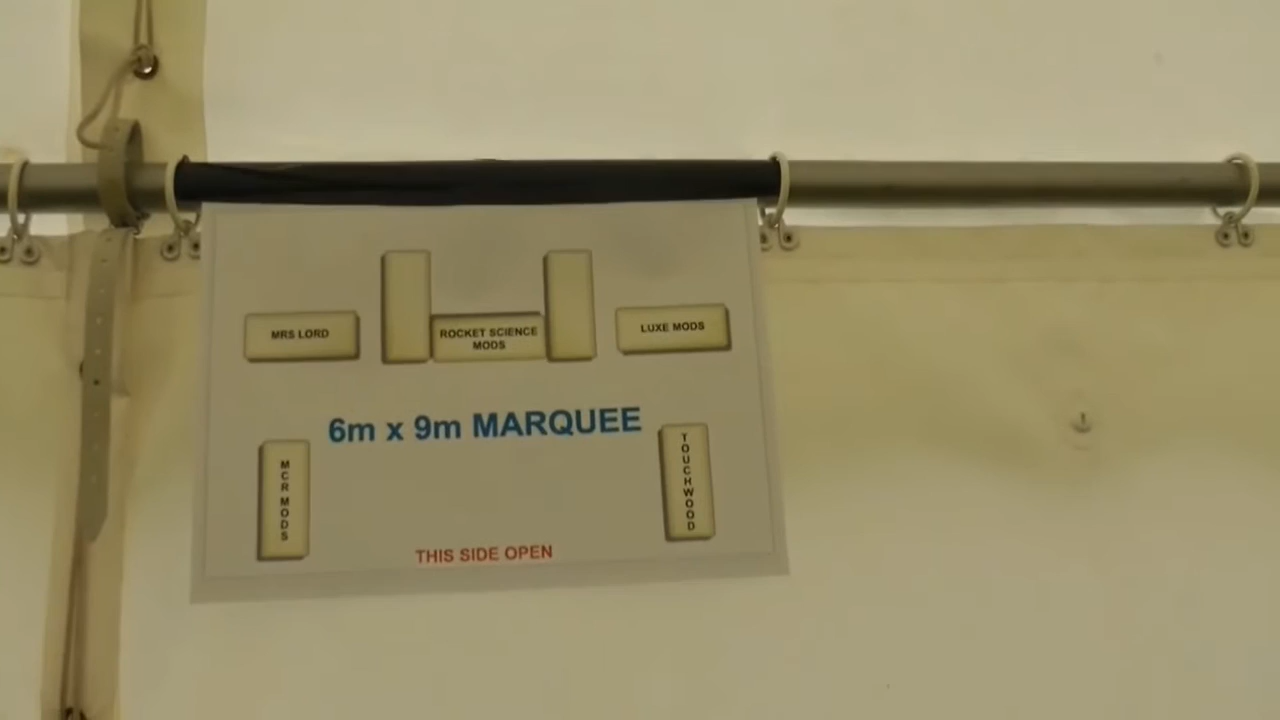 MRS LORD
ROCKET SCIENCE
MODS
LUXE MODS
6m x 9m MARQUEE
MCR MODS
TOUCHWOOD
THIS SIDE OPEN